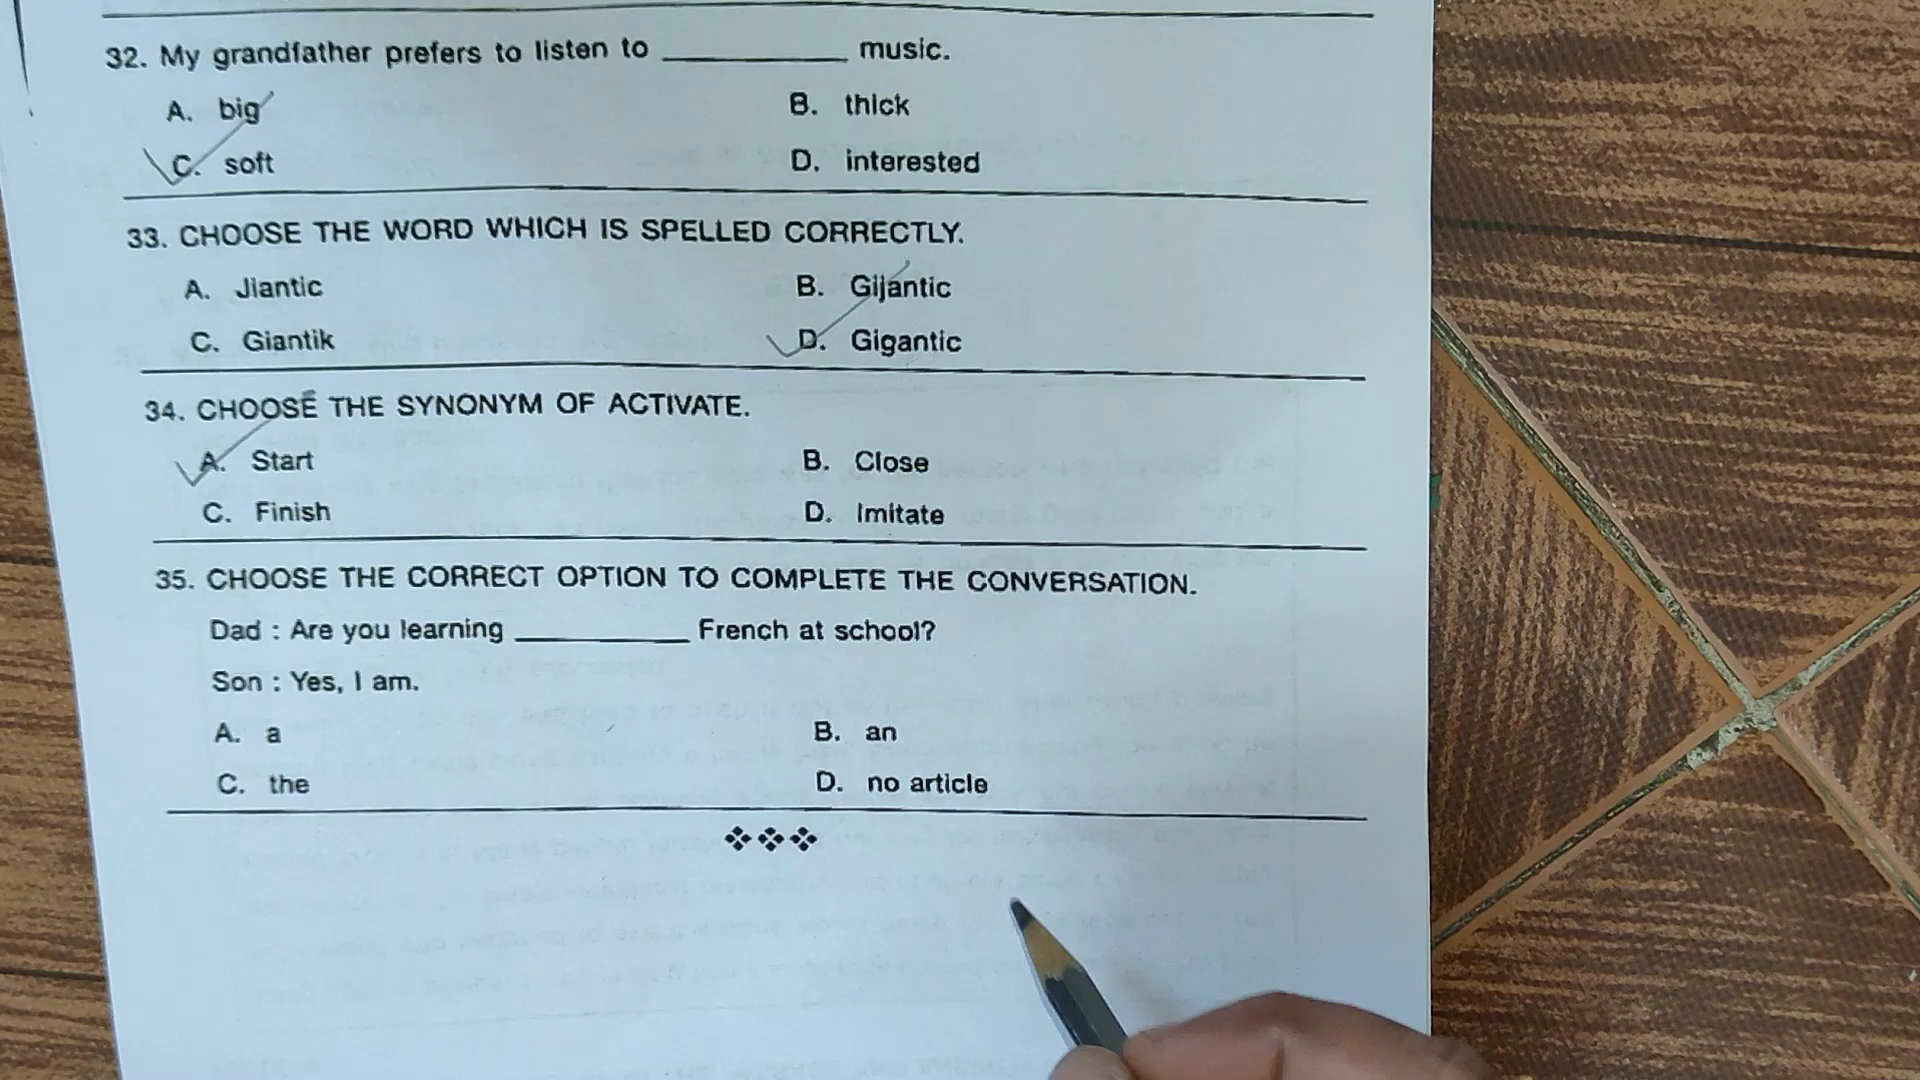 32. My grandfather prefers to listen to __________ music.
A. big
B. thick
C. soft
D. interested
33. CHOOSE THE WORD WHICH IS SPELLED CORRECTLY.
A. Jiantic
B. Gijantic
C. Giantik
D. Gigantic
34. CHOOSE THE SYNONYM OF ACTIVATE.
A. Start
B. Close
C. Finish
D. Imitate
35. CHOOSE THE CORRECT OPTION TO COMPLETE THE CONVERSATION.
Dad : Are you learning __________ French at school?
Son : Yes, I am.
A. a
B. an
C. the
D. no article